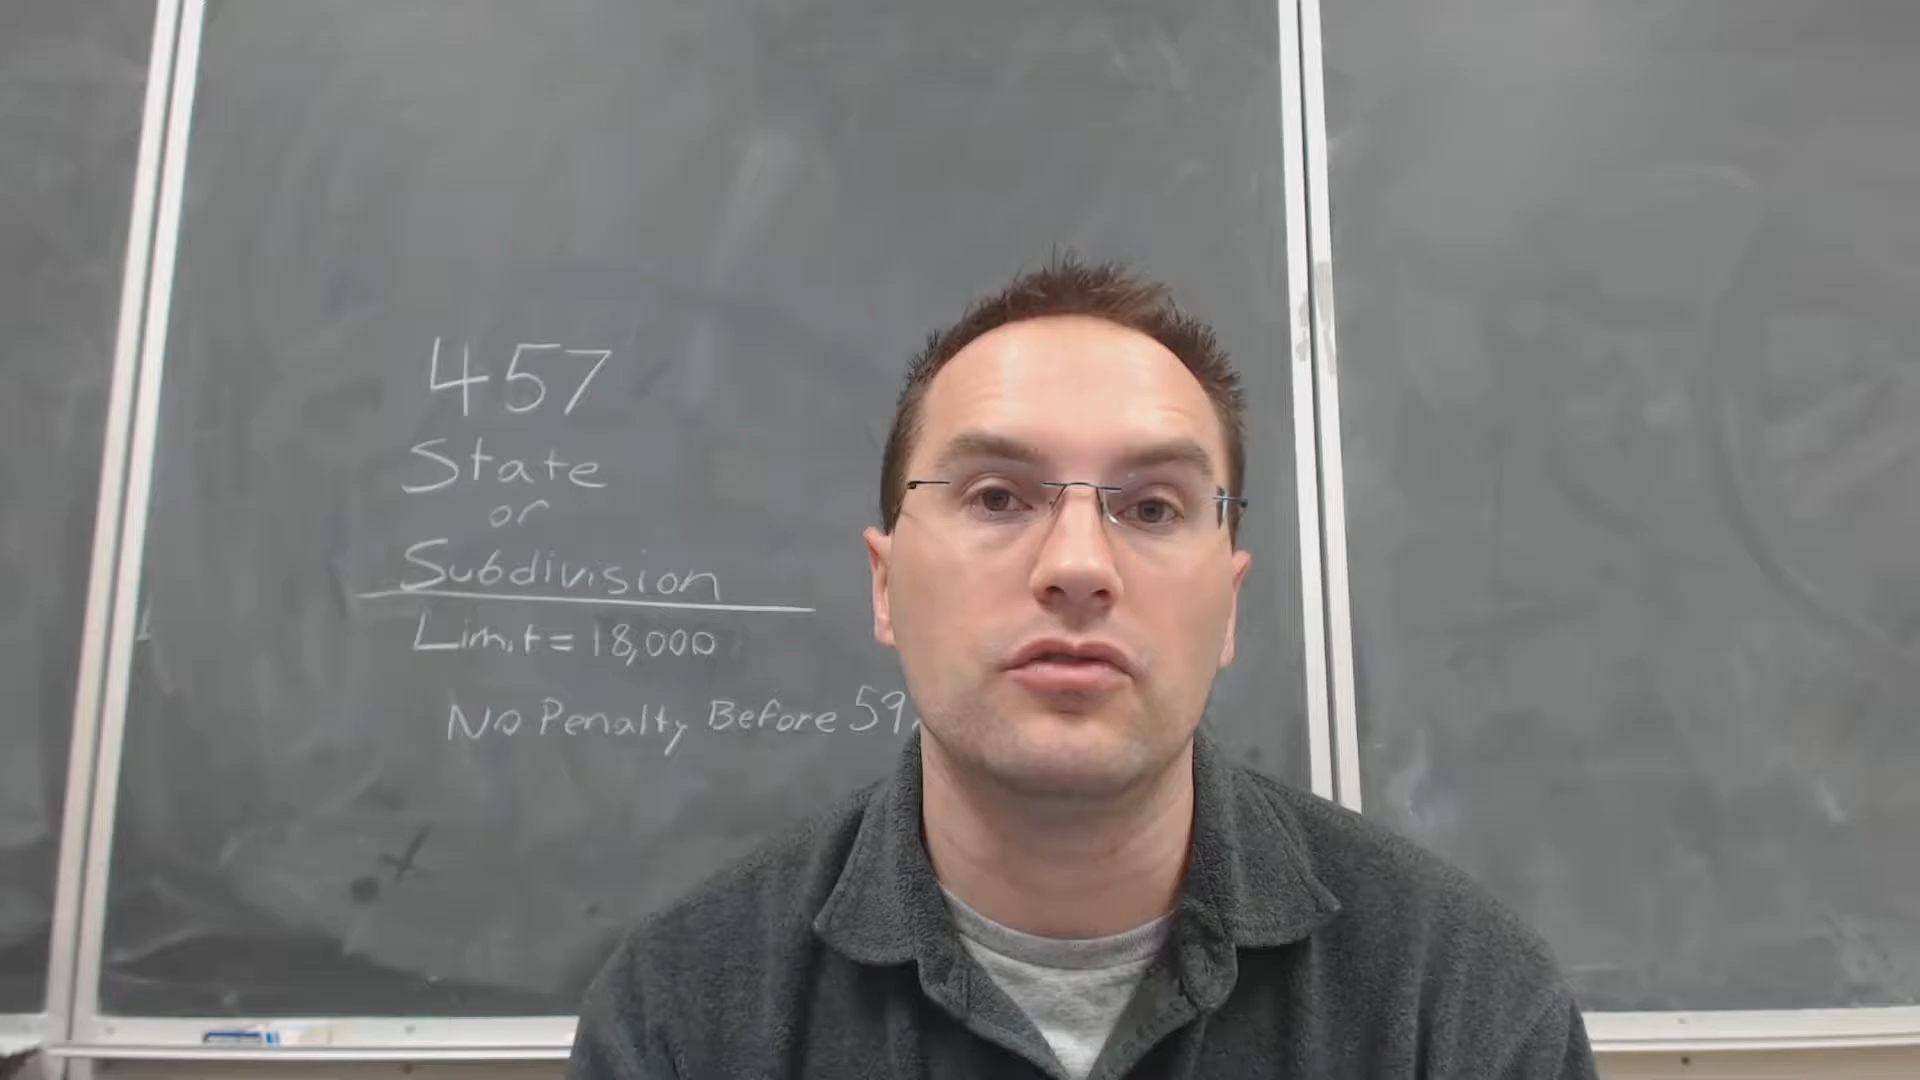 457
State
or
Subdivision
Limit = 18,000
No Penalty Before 59